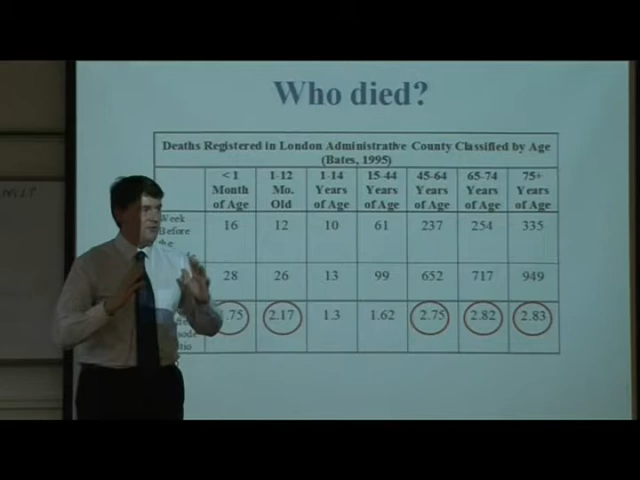 Who died?
Deaths Registered in London Administrative County Classified by Age
(Bates, 1995)
< 1 Month of Age 1-12 Mo. Old 1-14 Years of Age 15-44 Years of Age 45-64 Years of Age 65-74 Years of Age 75+ Years of Age
Week Before the 16 12 10 61 237 254 335
28 26 13 99 652 717 949
.75 2.17 1.3 1.62 2.75 2.82 2.83